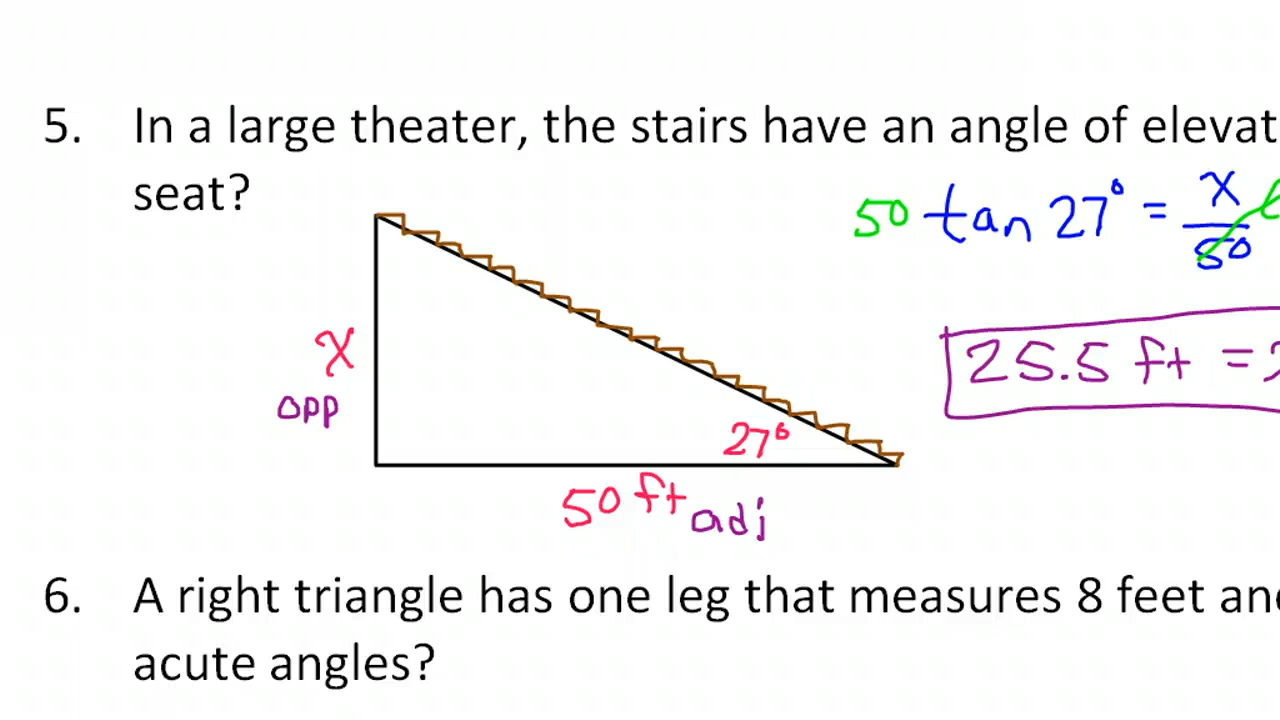 5. In a large theater, the stairs have an angle of elevat
seat?
50 tan 27° = x/50
x
opp
27°
25.5 ft =
50 ft
adj
6. A right triangle has one leg that measures 8 feet and
acute angles?